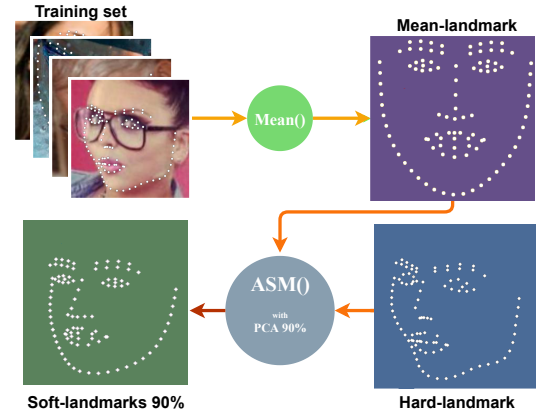 Training set
Mean-landmark
Mean()
ASM()
with
PCA 90%
Soft-landmarks 90%
Hard-landmark